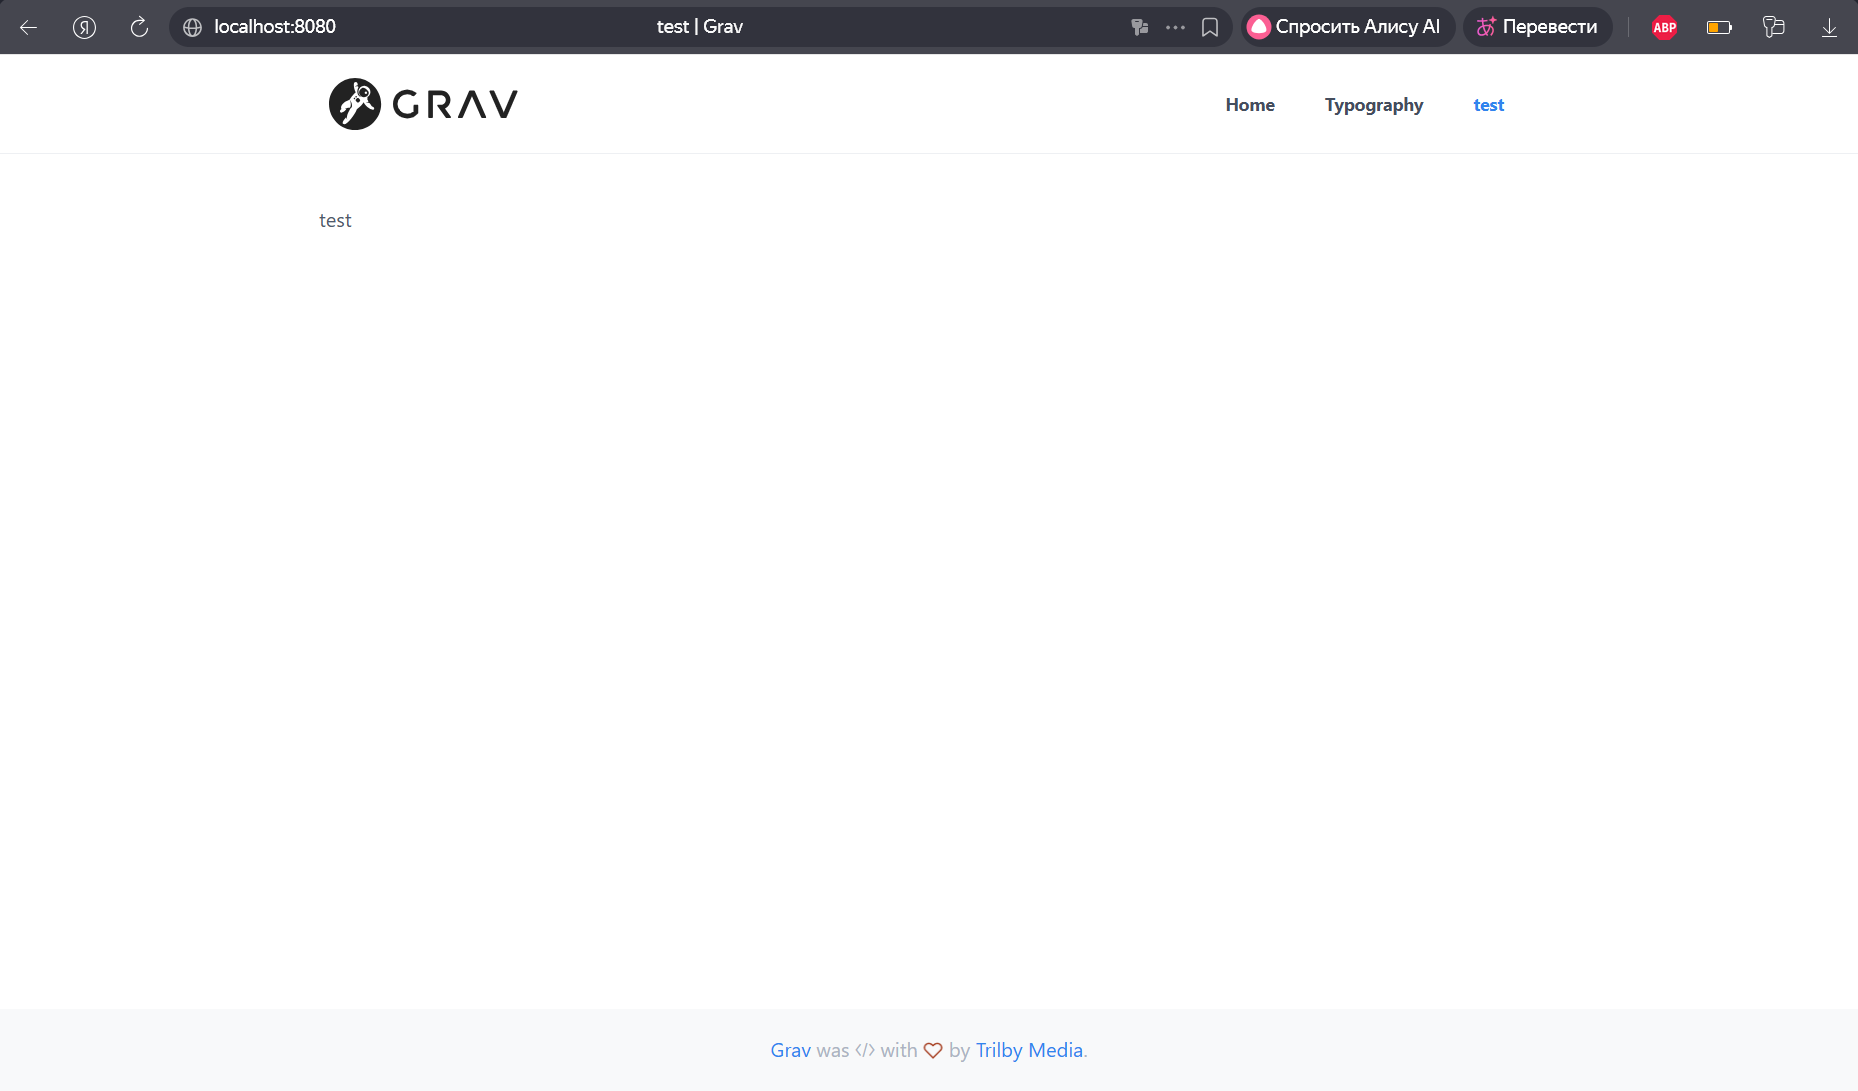 Я localhost:8080 test | Grav Спросить Алису AI Перевести ABP
GRAV Home Typography test
test
Grav was </> with by Trilby Media.